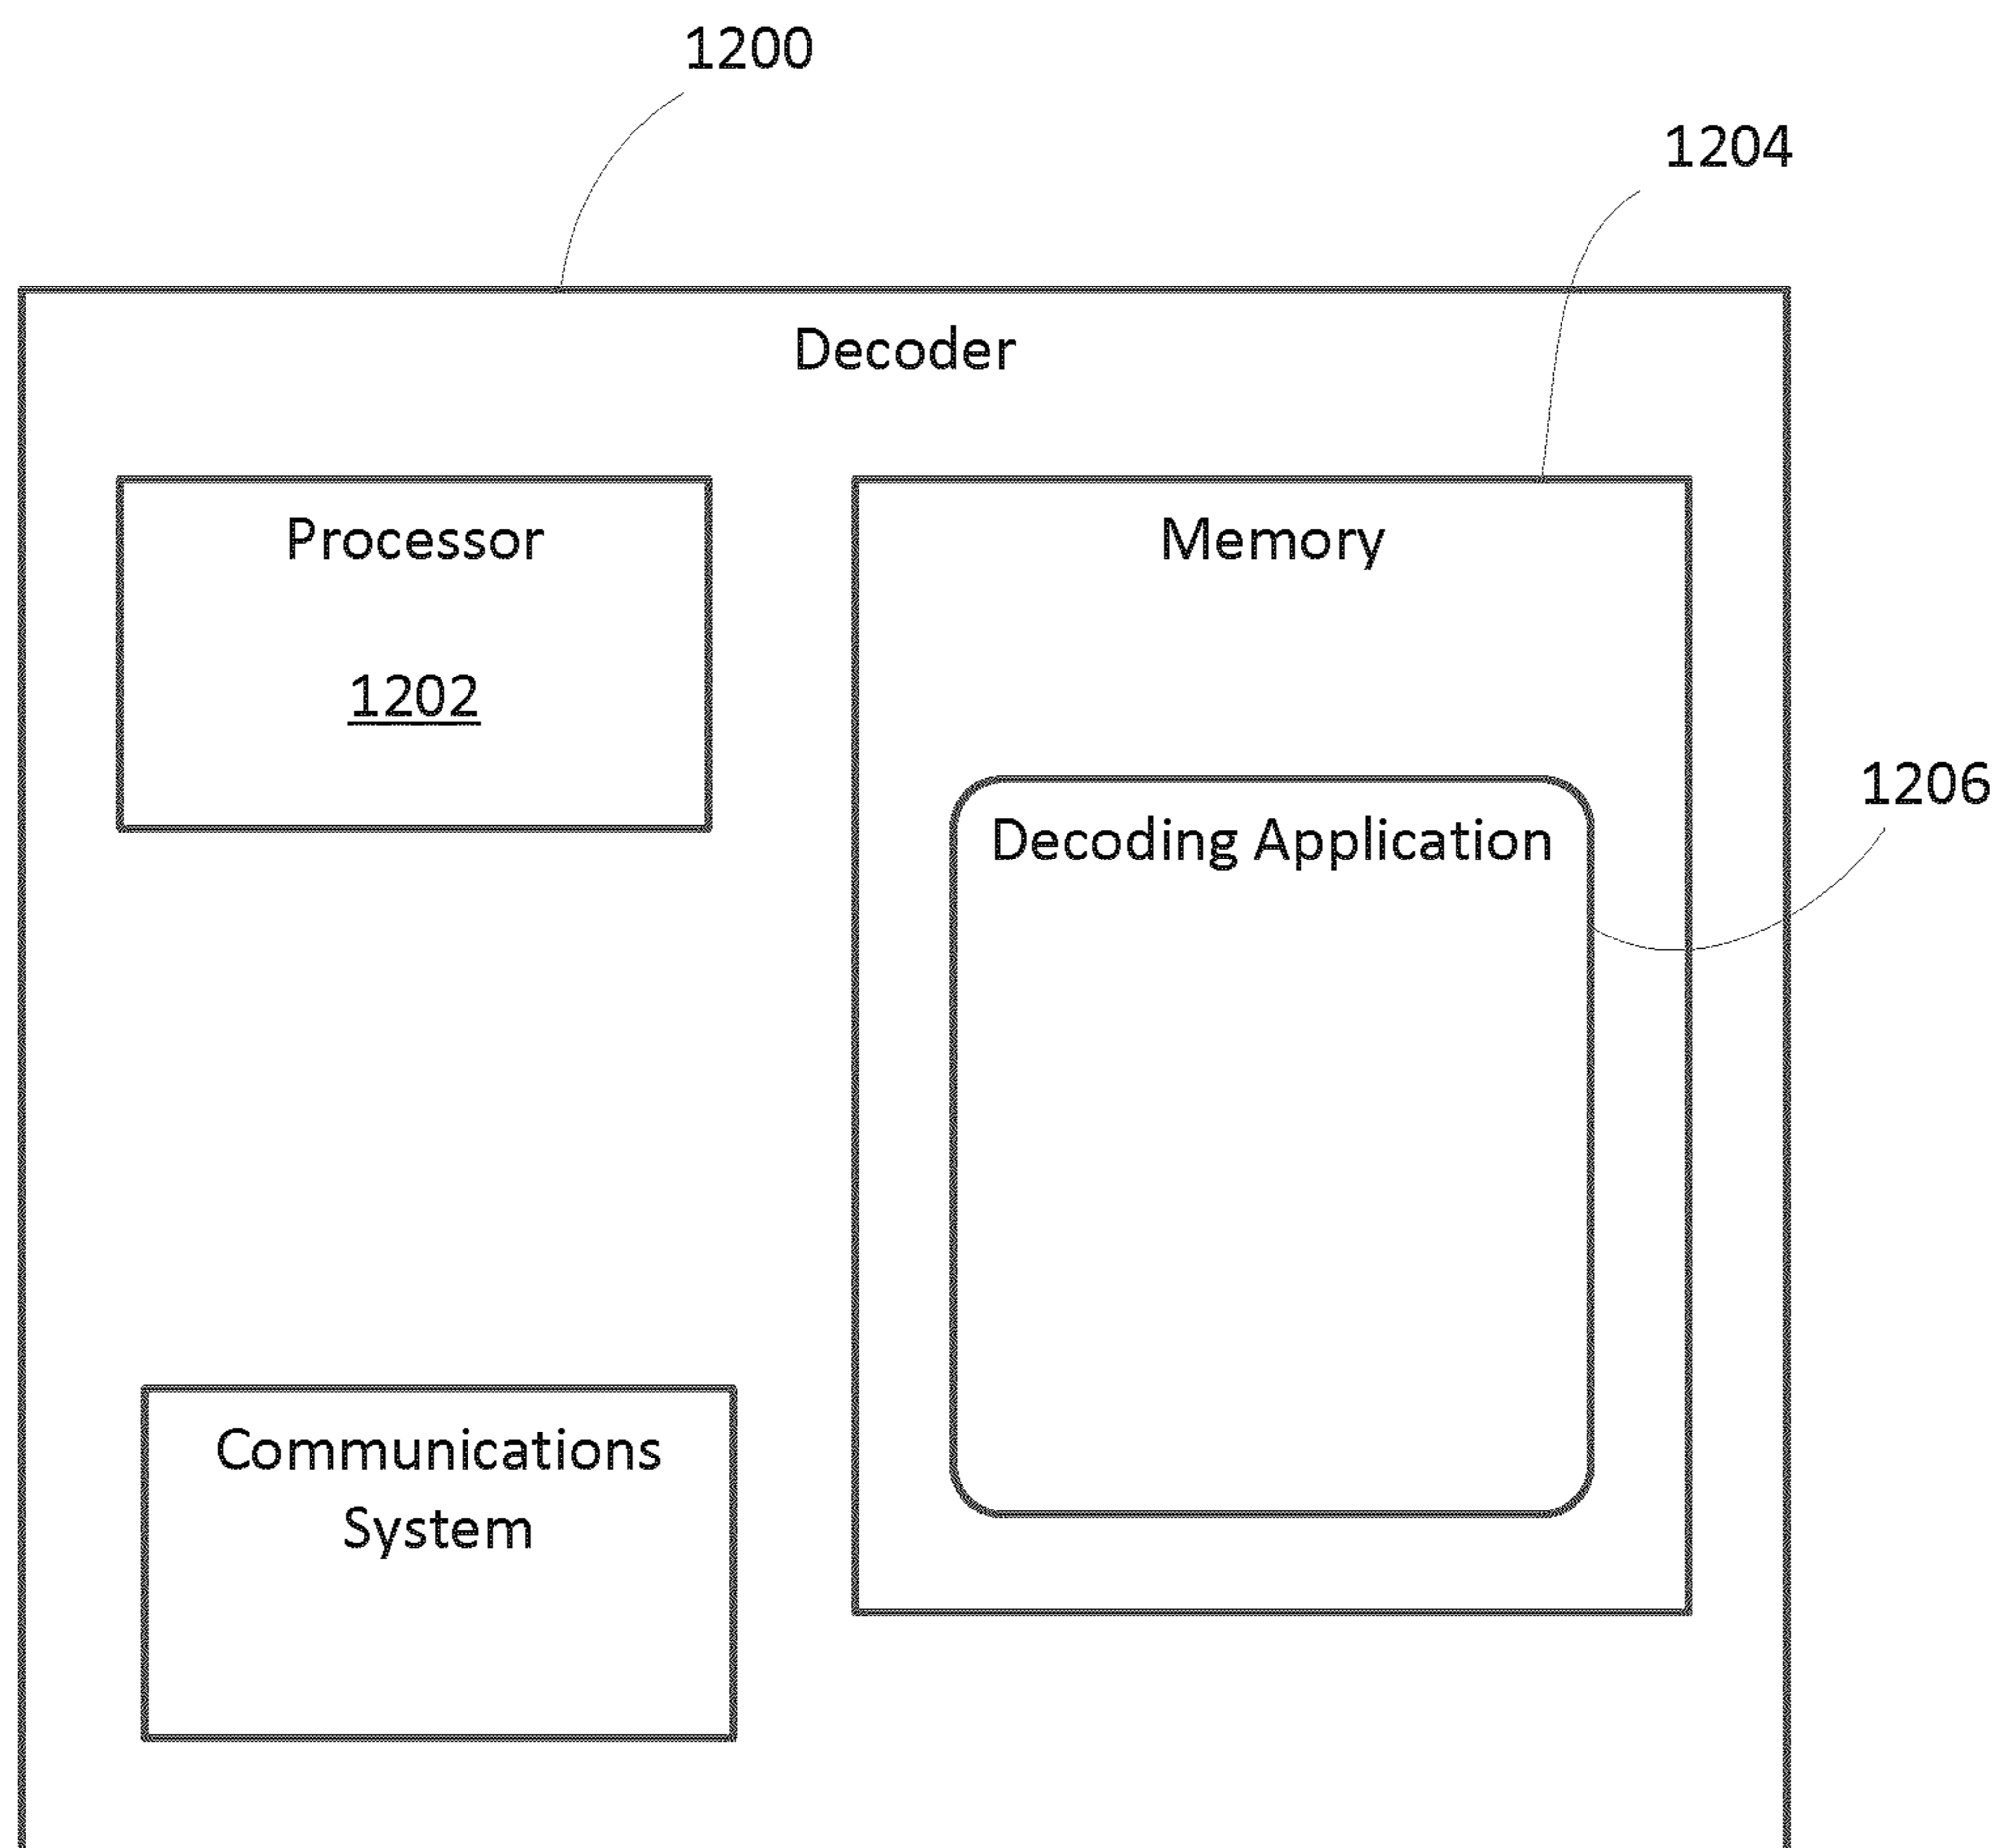 1200
1204
Decoder
Processor
Memory
1202
1206
Decoding Application
Communications
System